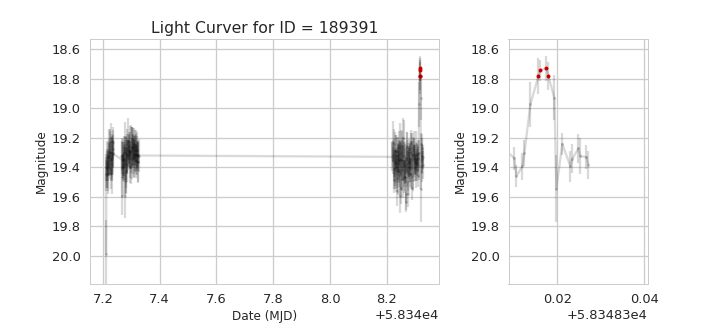 Light Curver for ID = 189391
18.6
18.8
19.0
19.2
19.4
19.6
19.8
20.0
Magnitude
7.2 7.4 7.6 7.8 8.0 8.2
Date (MJD)
+5.834e4
18.6
18.8
19.0
19.2
19.4
19.6
19.8
20.0
Magnitude
0.02 0.04
+5.83483e4